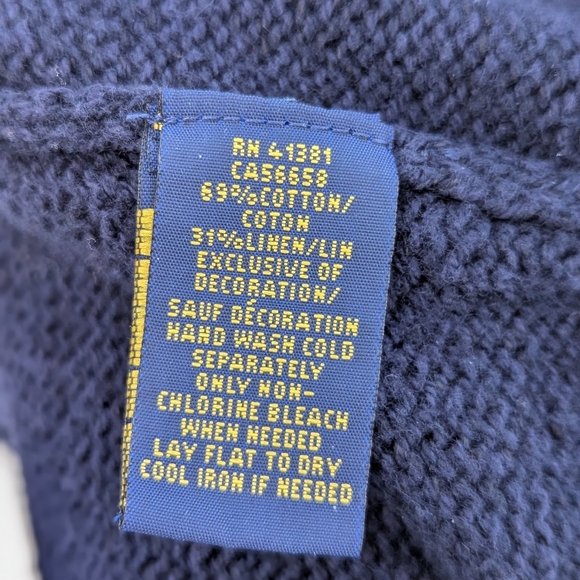 RN 41381
CA56658
69%COTTON/
COTON
31%LINEN/LIN
EXCLUSIVE OF
DECORATION/
SAUF DÉCORATION
HAND WASH COLD
SEPARATELY
ONLY NON-
CHLORINE BLEACH
WHEN NEEDED
LAY FLAT TO DRY
COOL IRON IF NEEDED